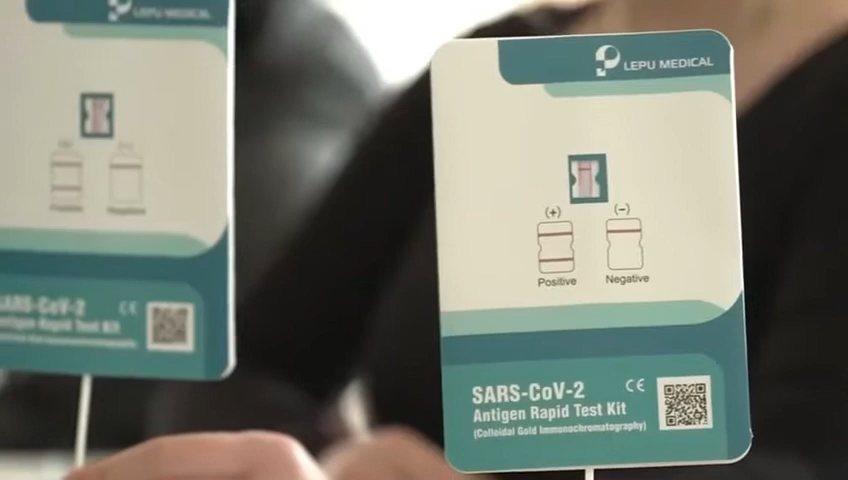 LEPU MEDICAL
SARS-CoV-2
Antigen Rapid Test Kit
CE
LEPU MEDICAL
(+) (-)
Positive Negative
SARS-CoV-2
CE
Antigen Rapid Test Kit
(Colloidal Gold Immunochromatography)